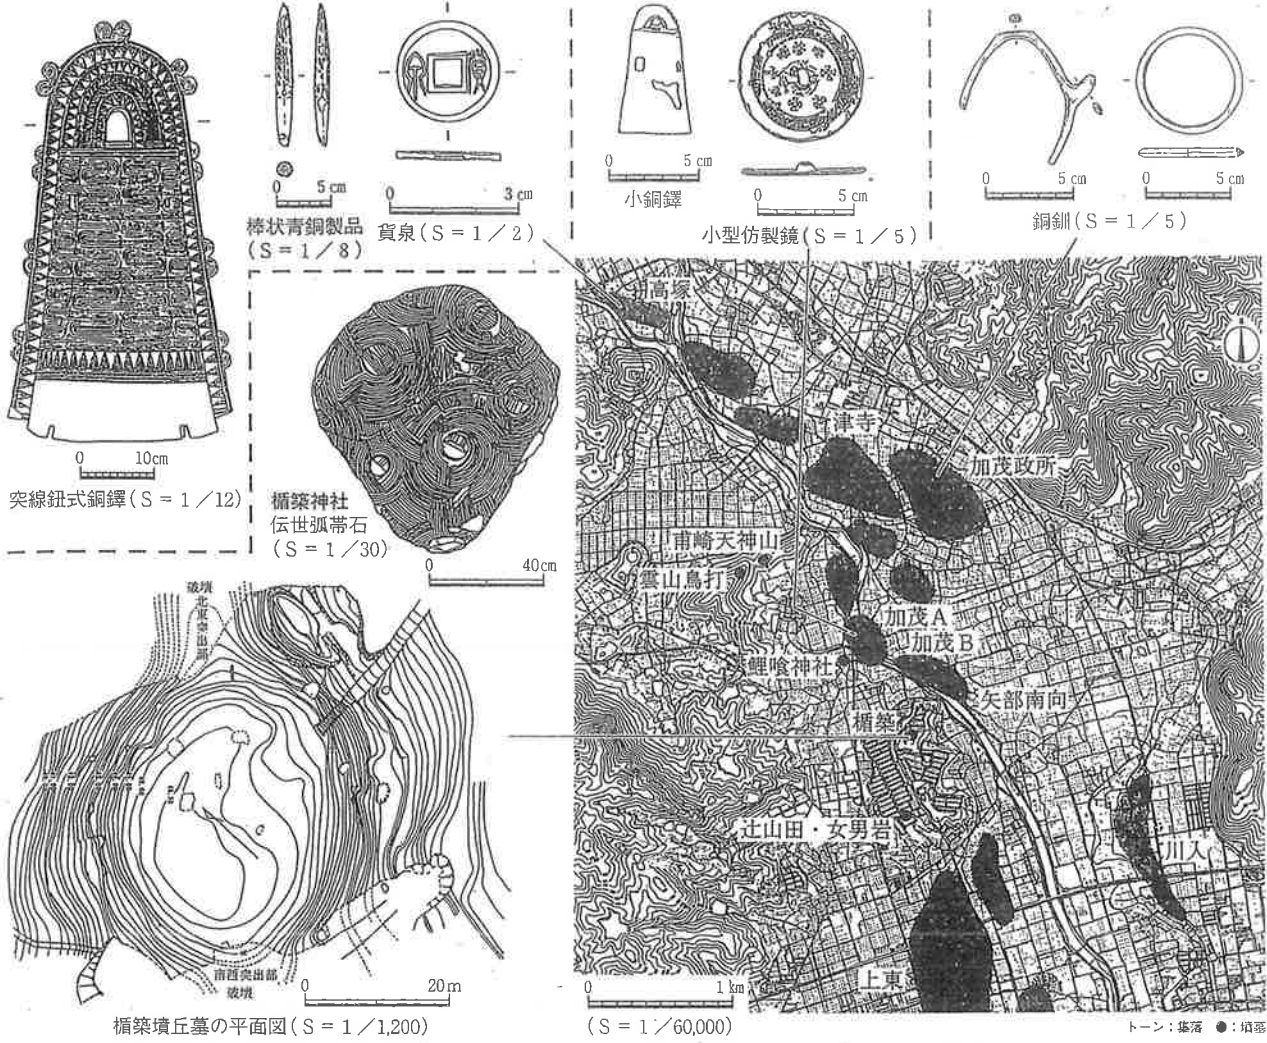 0 10cm
突線鈕式銅鐸(S=1/12)
0 5cm
棒状青銅製品
(S=1/8)
0 3cm
貨泉(S=1/2)
0 5cm
小銅鐸
0 5cm
小型仿製鏡(S=1/5)
0 5cm
0 5cm
銅釧(S=1/5)
楯築神社
伝世弧帯石
(S=1/30)
0 40cm
破壊
北東突出部
南西突出部
破壊
0 20m
楯築墳丘墓の平面図(S=1/1,200)
高塚
津寺
加茂政所
甫崎天神山
雲山鳥打
加茂A
加茂B
鯉喰神社
矢部南向
楯築
辻山田・女男岩
川入
上東
0 1km
(S=1/60,000)
トーン:集落 ●:墳墓